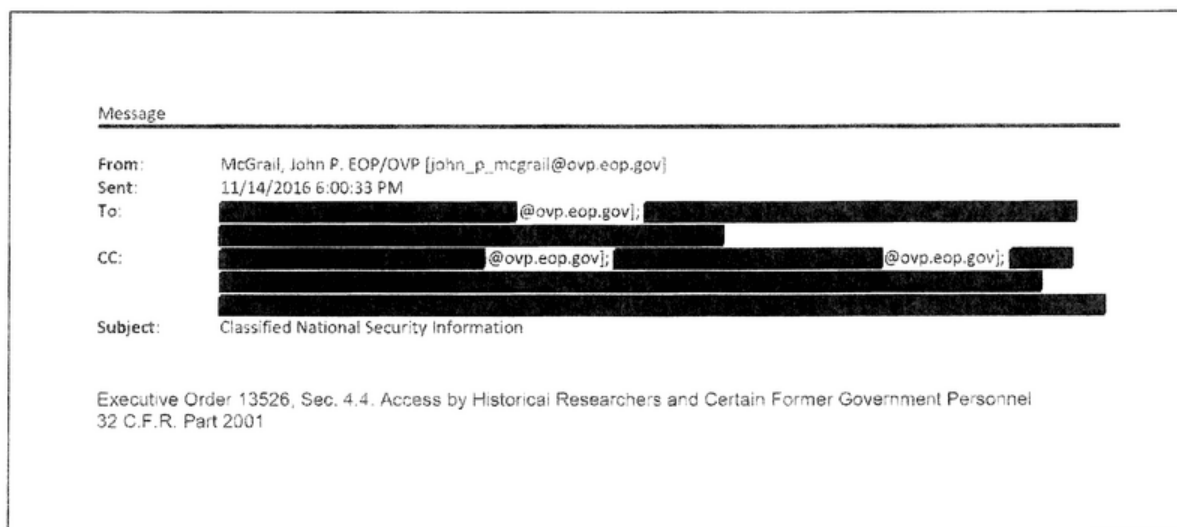 Message
From: McGrail, John P. EOP/OVP [john_p_mcgrail@ovp.eop.gov]
Sent: 11/14/2016 6:00:33 PM
To: @ovp.eop.gov];
CC: @ovp.eop.gov]; @ovp.eop.gov];
Subject: Classified National Security Information
Executive Order 13526, Sec. 4.4. Access by Historical Researchers and Certain Former Government Personnel
32 C.F.R. Part 2001